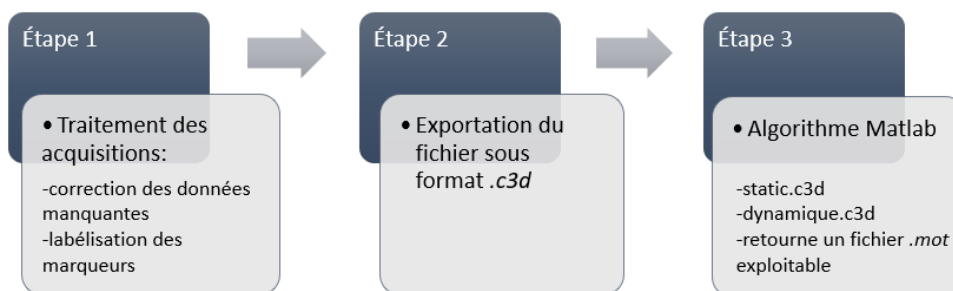 Étape 1
• Traitement des
acquisitions:
-correction des données
manquantes
-labélisation des
marqueurs
Étape 2
• Exportation du
fichier sous
format .c3d
Étape 3
• Algorithme Matlab
-static.c3d
-dynamique.c3d
-retourne un fichier .mot
exploitable